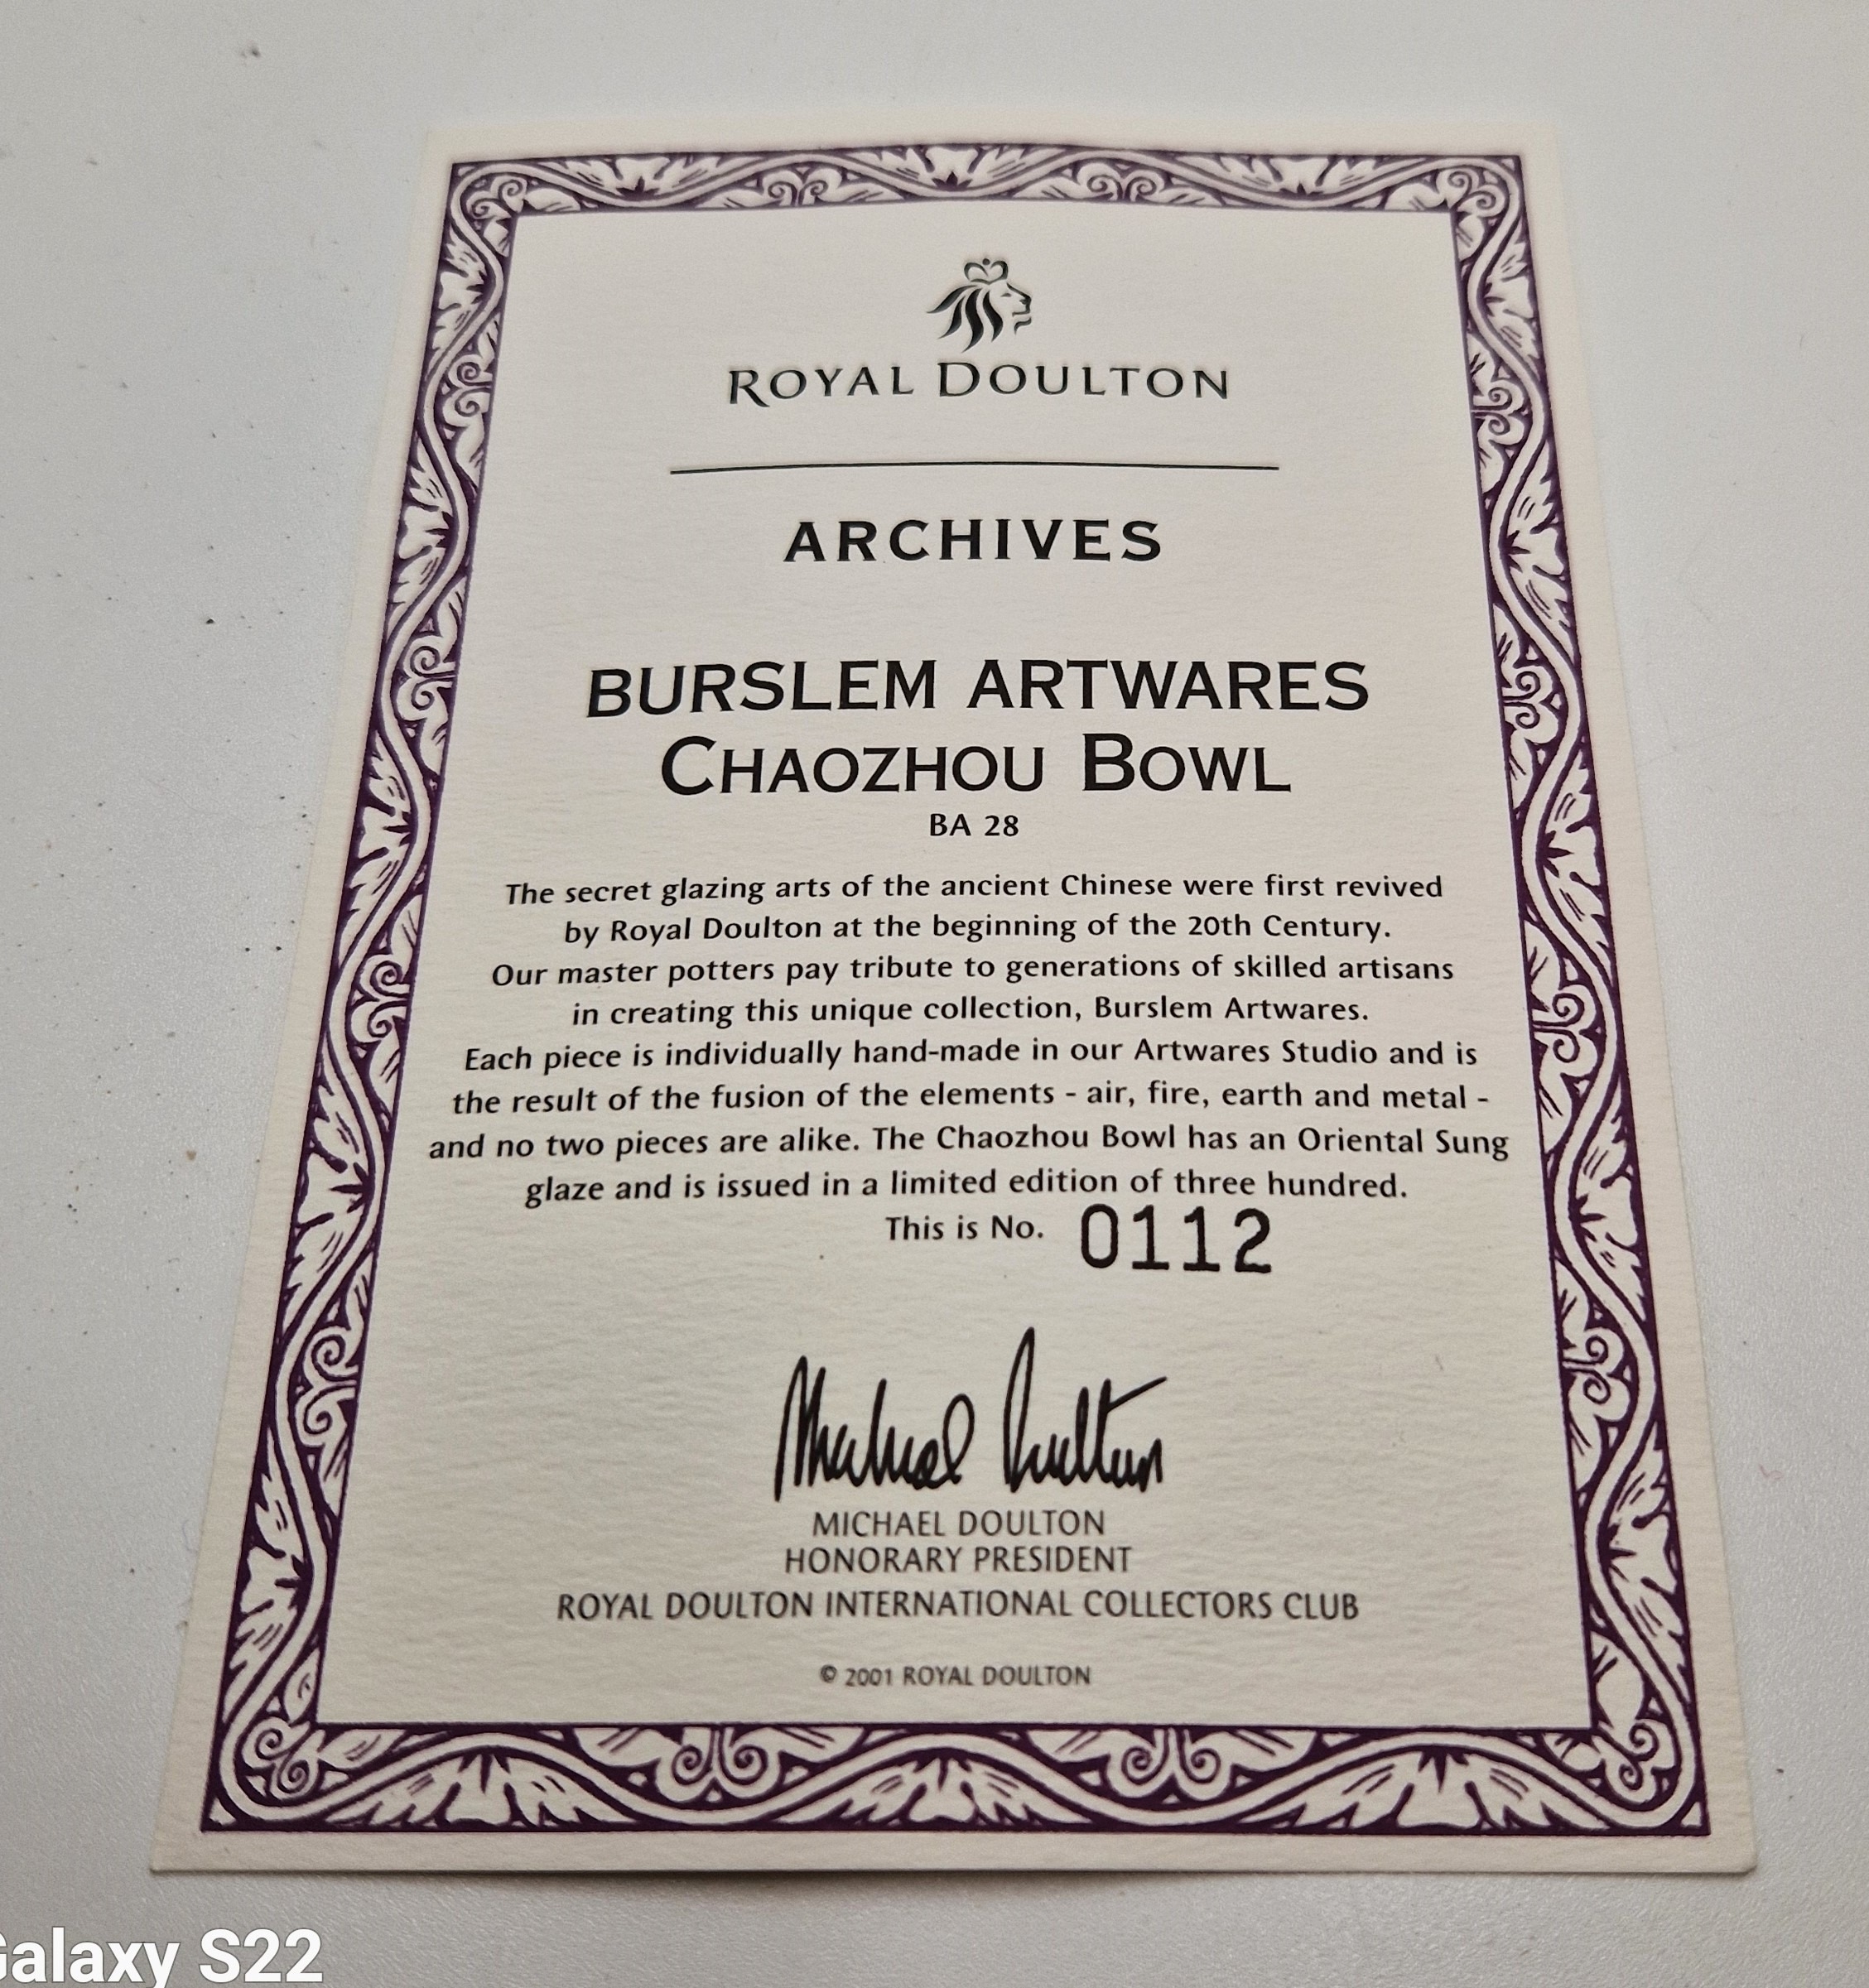 ROYAL DOULTON
ARCHIVES
BURSLEM ARTWARES
CHAOZHOU BOWL
BA 28
The secret glazing arts of the ancient Chinese were first revived
by Royal Doulton at the beginning of the 20th Century.
Our master potters pay tribute to generations of skilled artisans
in creating this unique collection, Burslem Artwares.
Each piece is individually hand-made in our Artwares Studio and is
the result of the fusion of the elements - air, fire, earth and metal -
and no two pieces are alike. The Chaozhou Bowl has an Oriental Sung
glaze and is issued in a limited edition of three hundred.
This is No. 0112
Michael Doulton
MICHAEL DOULTON
HONORARY PRESIDENT
ROYAL DOULTON INTERNATIONAL COLLECTORS CLUB
© 2001 ROYAL DOULTON
Galaxy S22